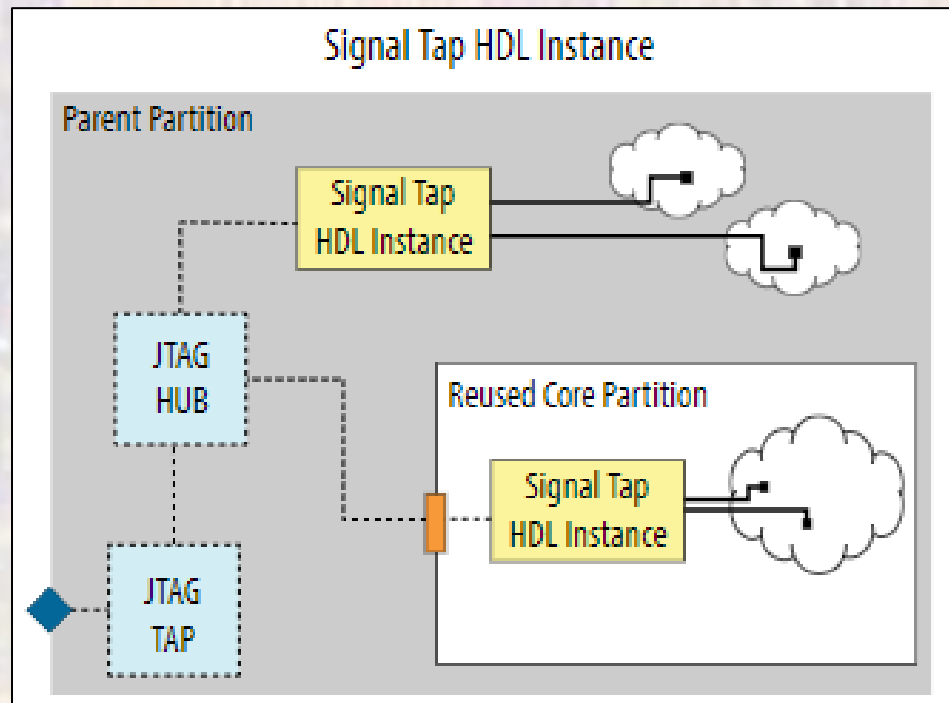 Signal Tap HDL Instance
Parent Partition
Signal Tap
HDL Instance
JTAG
HUB
Reused Core Partition
Signal Tap
HDL Instance
JTAG
TAP